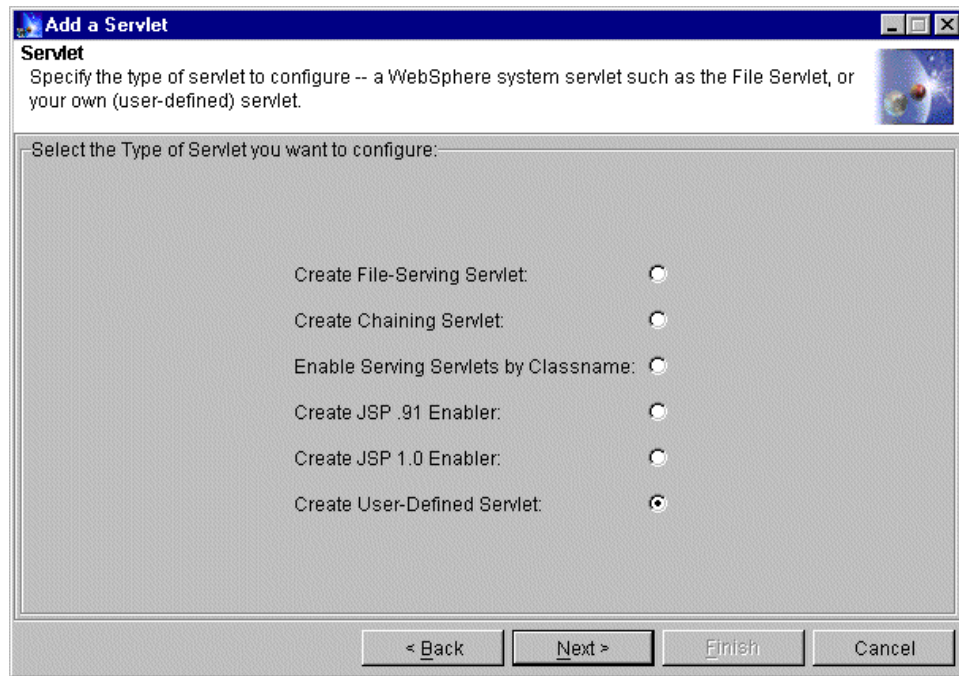 Add a Servlet
Servlet
Specify the type of servlet to configure -- a WebSphere system servlet such as the File Servlet, or
your own (user-defined) servlet.
Select the Type of Servlet you want to configure:
Create File-Serving Servlet:
Create Chaining Servlet:
Enable Serving Servlets by Classname:
Create JSP .91 Enabler:
Create JSP 1.0 Enabler:
Create User-Defined Servlet:
< Back Next > Finish Cancel